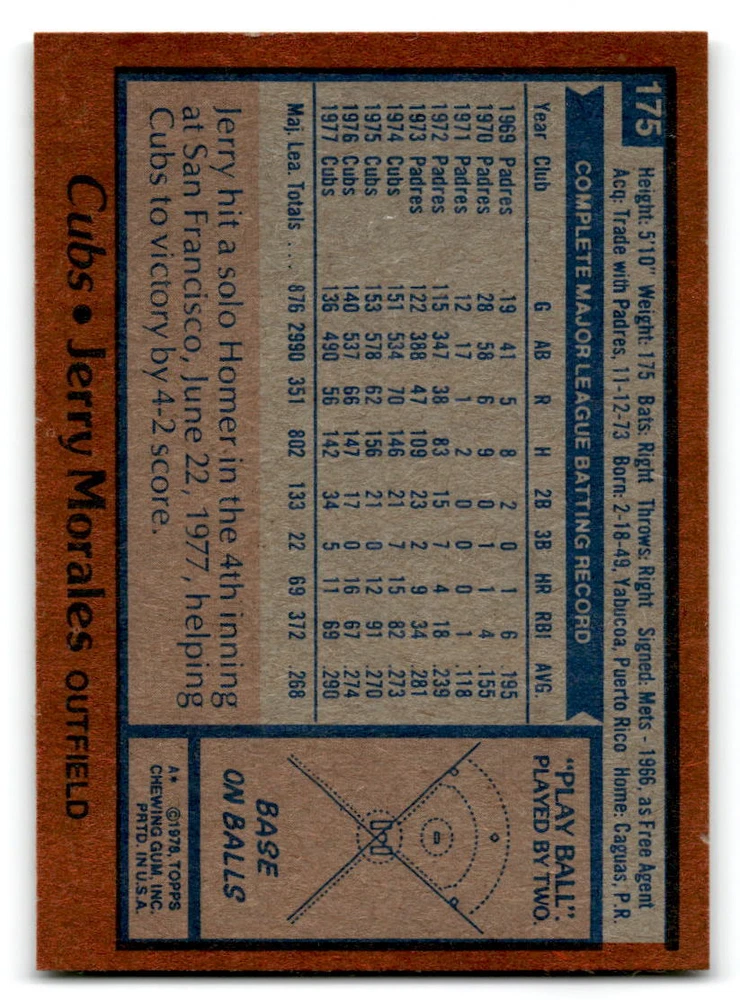 175
Height: 5'10" Weight: 175 Bats: Right Throws: Right Signed: Mets - 1966, as Free Agent
Acq: Trade with Padres, 11-12-73 Born: 2-18-49, Yabucoa, Puerto Rico Home: Caguas, P.R.
COMPLETE MAJOR LEAGUE BATTING RECORD
Year Club G AB R H 2B 3B HR RBI AVG.
1969 Padres 19 41 5 8 2 0 1 6 .195
1970 Padres 28 58 6 9 0 1 1 4 .155
1971 Padres 12 17 1 2 0 0 0 1 .118
1972 Padres 115 347 38 83 15 7 4 18 .239
1973 Padres 122 388 47 109 23 2 9 34 .281
1974 Cubs 151 534 70 146 21 7 15 82 .273
1975 Cubs 153 578 62 156 21 0 12 91 .270
1976 Cubs 140 537 66 147 17 0 16 67 .274
1977 Cubs 136 490 56 142 34 5 11 69 .290
Maj. Lea. Totals .... 876 2990 351 802 133 22 69 372 .268
Jerry hit a solo Homer in the 4th inning
at San Francisco, June 22, 1977, helping
Cubs to victory by 4-2 score.
"PLAY BALL".
PLAYED BY TWO.
BASE
ON BALLS
A* ©1978, TOPPS
CHEWING GUM, INC.
PRTD. IN U.S.A.
Cubs • Jerry Morales OUTFIELD